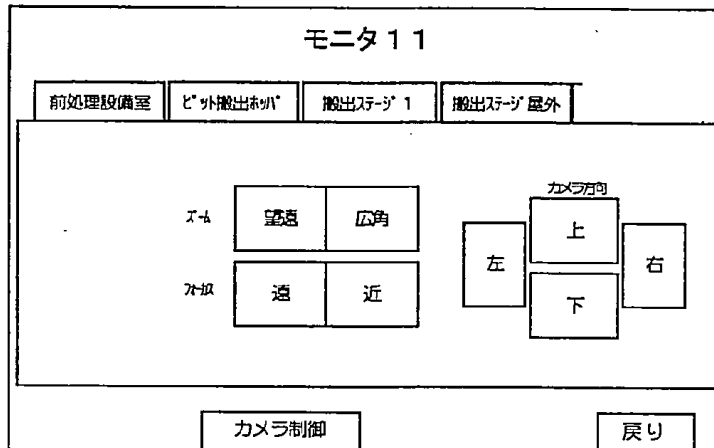 モニタ11
前処理設備室 ピット搬出ホッパ 搬出ステージ1 搬出ステージ屋外
カメラ方向
ズーム 望遠 広角 上
左 右
フォーカス 遠 近 下
カメラ制御 戻り